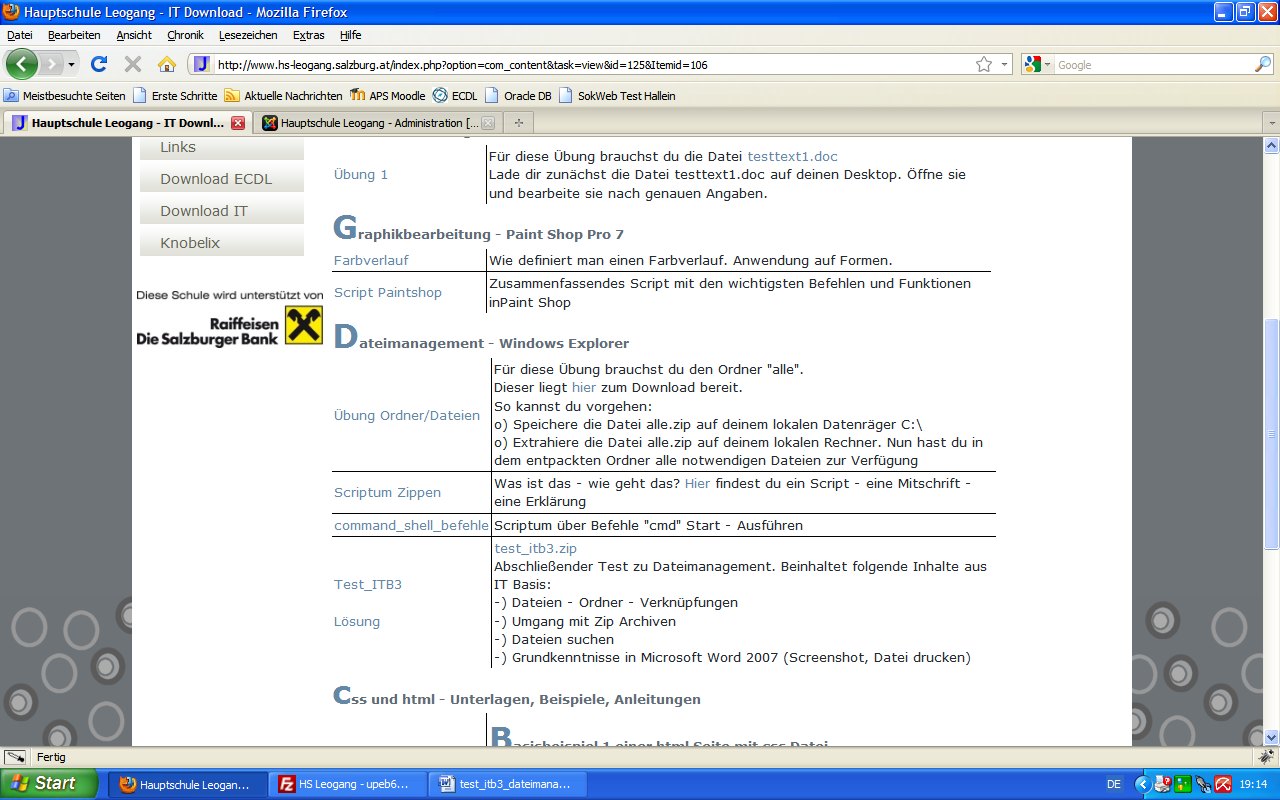 Hauptschule Leogang - IT Download - Mozilla Firefox
Datei Bearbeiten Ansicht Chronik Lesezeichen Extras Hilfe
http://www.hs-leogang.salzburg.at/index.php?option=com_content&task=view&id=125&Itemid=106
Google
Meistbesuchte Seiten Erste Schritte Aktuelle Nachrichten APS Moodle ECDL Oracle DB SokWeb Test Hallein
Hauptschule Leogang - IT Downl... Hauptschule Leogang - Administration [...
Links
Download ECDL
Download IT
Knobelix
Diese Schule wird unterstützt von
Raiffeisen
Die Salzburger Bank
Übung 1
Für diese Übung brauchst du die Datei testtext1.doc
Lade dir zunächst die Datei testtext1.doc auf deinen Desktop. Öffne sie
und bearbeite sie nach genauen Angaben.
Graphikbearbeitung - Paint Shop Pro 7
Farbverlauf
Wie definiert man einen Farbverlauf. Anwendung auf Formen.
Script Paintshop
Zusammenfassendes Script mit den wichtigsten Befehlen und Funktionen
inPaint Shop
Dateimanagement - Windows Explorer
Übung Ordner/Dateien
Für diese Übung brauchst du den Ordner "alle".
Dieser liegt hier zum Download bereit.
So kannst du vorgehen:
o) Speichere die Datei alle.zip auf deinem lokalen Datenräger C:\
o) Extrahiere die Datei alle.zip auf deinem lokalen Rechner. Nun hast du in
dem entpackten Ordner alle notwendigen Dateien zur Verfügung
Scriptum Zippen
Was ist das - wie geht das? Hier findest du ein Script - eine Mitschrift -
eine Erklärung
command_shell_befehle
Scriptum über Befehle "cmd" Start - Ausführen
Test_ITB3
Lösung
test_itb3.zip
Abschließender Test zu Dateimanagement. Beinhaltet folgende Inhalte aus
IT Basis:
-) Dateien - Ordner - Verknüpfungen
-) Umgang mit Zip Archiven
-) Dateien suchen
-) Grundkenntnisse in Microsoft Word 2007 (Screenshot, Datei drucken)
Css und html - Unterlagen, Beispiele, Anleitungen
Basisbeispiel 1 einer html Seite mit css Datei
Fertig
Start Hauptschule Leogan... HS Leogang - upeb6... test_itb3_dateimana... DE 19:14